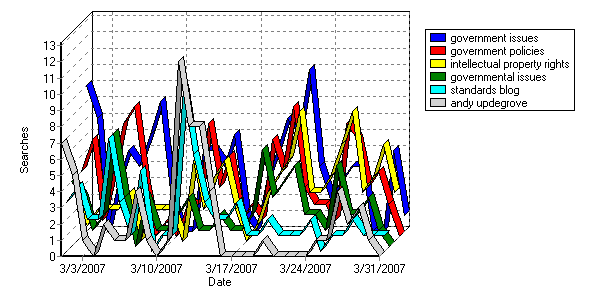 13
12
11
10
9
8
7
6
5
4
3
2
1
0
Searches
3/3/2007 3/10/2007 3/17/2007 3/24/2007 3/31/2007
Date
government issues
government policies
intellectual property rights
governmental issues
standards blog
andy updegrove